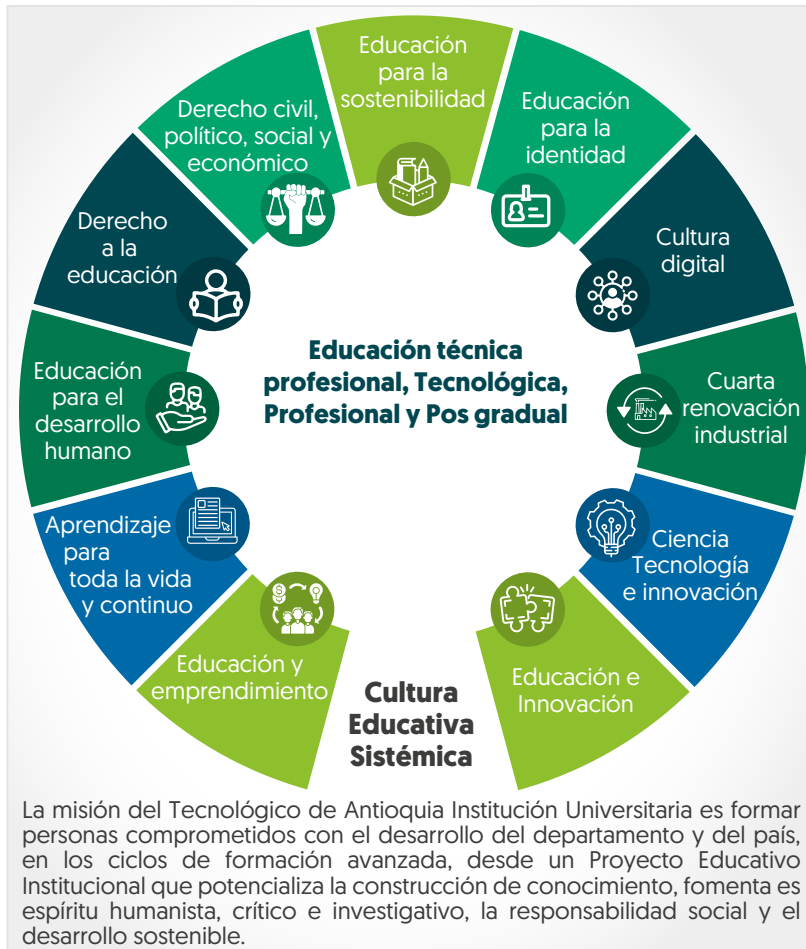 Educación
para la
sostenibilidad
Derecho civil,
político, social y
económico
Educación
para la
identidad
Derecho
a la
educación
Cultura
digital
Educación técnica
profesional, Tecnológica,
Profesional y Pos gradual
Educación
para el
desarrollo
humano
Cuarta
renovación
industrial
Aprendizaje
para
toda la vida
y continuo
Ciencia
Tecnología
e innovación
Educación y
emprendimiento
Cultura
Educativa
Sistémica
Educación e
Innovación
La misión del Tecnológico de Antioquia Institución Universitaria es formar
personas comprometidos con el desarrollo del departamento y del país,
en los ciclos de formación avanzada, desde un Proyecto Educativo
Institucional que potencializa la construcción de conocimiento, fomenta es
espíritu humanista, crítico e investigativo, la responsabilidad social y el
desarrollo sostenible.